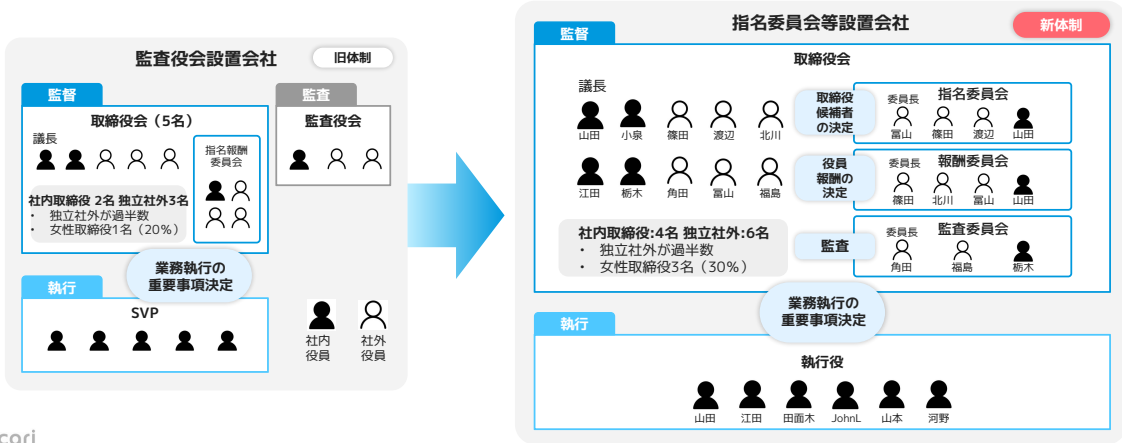 監査役会設置会社
旧体制
監督
取締役会（5名）
議長
指名報酬
委員会
社内取締役 2名 独立社外3名
・ 独立社外が過半数
・ 女性取締役1名（20%）
監査
監査役会
業務執行の
重要事項決定
執行
SVP
社内
役員
社外
役員
指名委員会等設置会社
新体制
監督
取締役会
議長
山田 小泉 篠田 渡辺 北川
江田 栃木 角田 冨山 福島
社内取締役:4名 独立社外:6名
・ 独立社外が過半数
・ 女性取締役3名（30%）
取締役
候補者
の決定
指名委員会
委員長
冨山 篠田 渡辺 山田
役員
報酬の
決定
報酬委員会
委員長
篠田 北川 冨山 山田
監査
監査委員会
委員長
角田 福島 栃木
業務執行の
重要事項決定
執行
執行役
山田 江田 田面木 JohnL 山本 河野